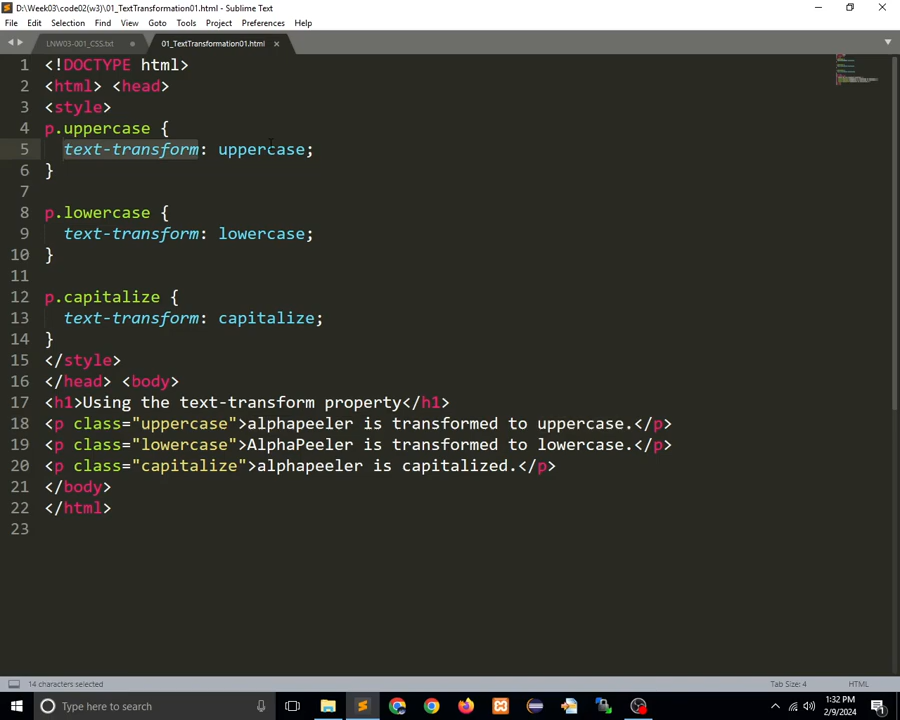 D:\Week03\code02(w3)\01_TextTransformation01.html - Sublime Text
File Edit Selection Find View Goto Tools Project Preferences Help
LNW03-001_CSS.txt 01_TextTransformation01.html
1 <!DOCTYPE html>
2 <html> <head>
3 <style>
4 p.uppercase {
5 text-transform: uppercase;
6 }
7
8 p.lowercase {
9 text-transform: lowercase;
10 }
11
12 p.capitalize {
13 text-transform: capitalize;
14 }
15 </style>
16 </head> <body>
17 <h1>Using the text-transform property</h1>
18 <p class="uppercase">alphapeeler is transformed to uppercase.</p>
19 <p class="lowercase">AlphaPeeler is transformed to lowercase.</p>
20 <p class="capitalize">alphapeeler is capitalized.</p>
21 </body>
22 </html>
23
14 characters selected Tab Size: 4 HTML
Type here to search
1:32 PM
2/9/2024